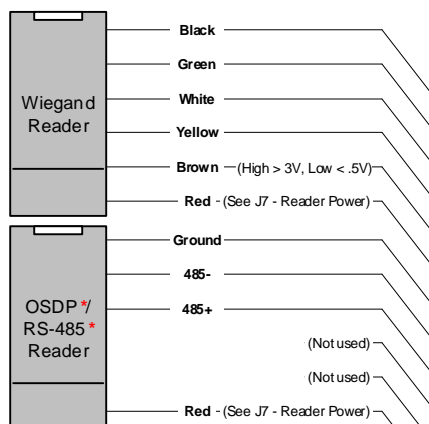 Wiegand
Reader
Black
Green
White
Yellow
Brown (High > 3V, Low < .5V)
Red - (See J7 - Reader Power)
OSDP */
RS-485 *
Reader
Ground
485-
485+
(Not used)
(Not used)
Red - (See J7 - Reader Power)